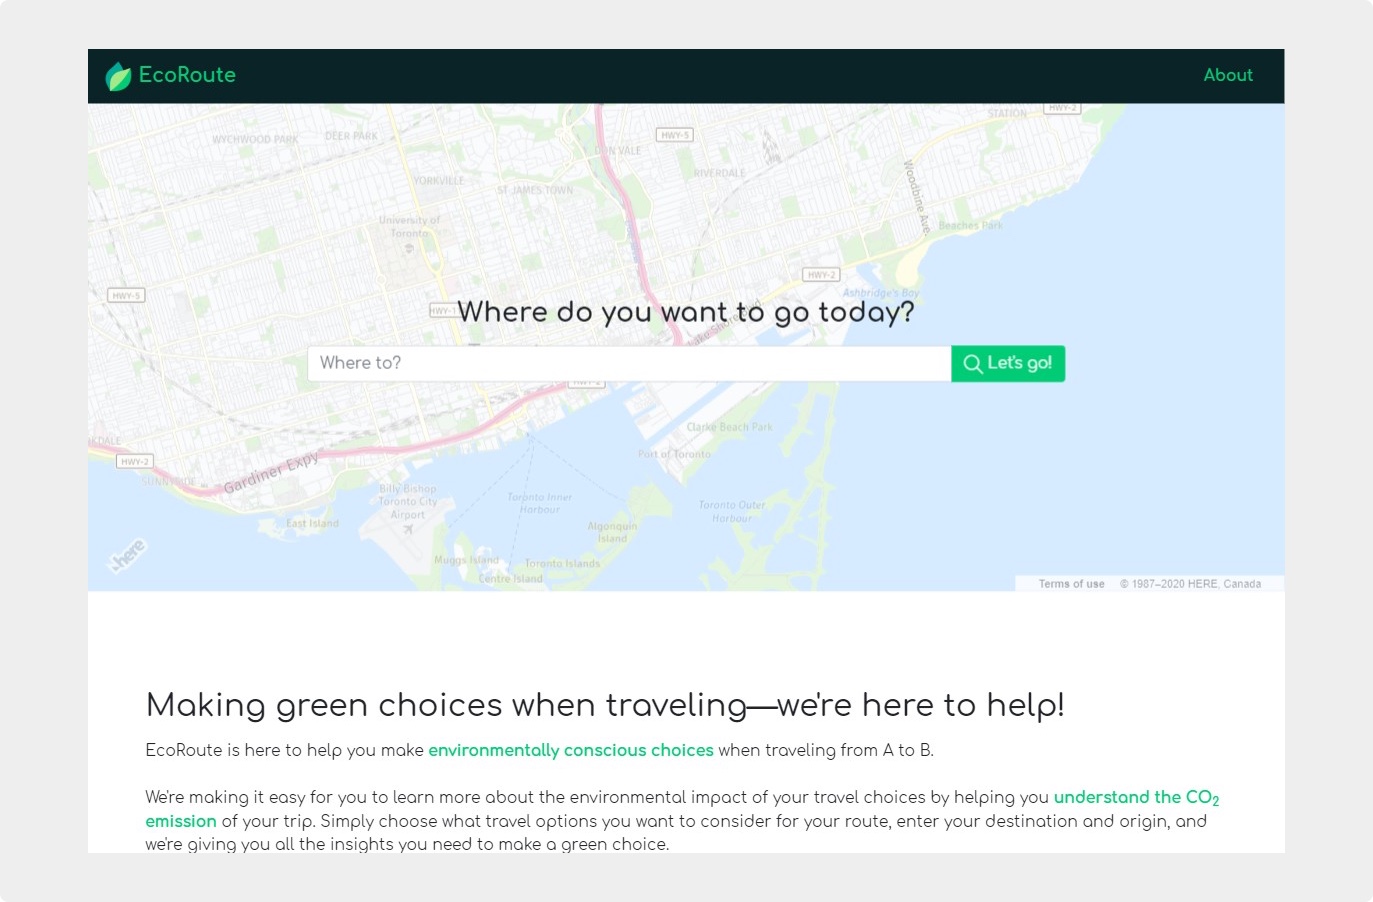 EcoRoute
About
STATION
HWY-2
WYCHWOOD PARK
DEER PARK
HWY-5
DON VALE
RIVERDALE
YORKVILLE
ST JAMES TOWN
Woodbine Ave.
University of
Toronto
Beaches Park
HWY-2
Ashbridge's Bay
HWY-5
HWY-1
Where do you want to go today?
Lake Shore Blvd
Where to?
Let's go!
HWY-2
Clarke Beach Park
Port of Toronto
HWY-2
Gardiner Expy
SUNNYSIDE
Billy Bishop
Toronto City
Airport
Toronto Inner
Harbour
Toronto Outer
Harbour
East Island
Algonquin
Island
here
Muggs Island
Toronto Islands
Centre Island
Terms of use © 1987–2020 HERE, Canada
Making green choices when traveling—we're here to help!
EcoRoute is here to help you make environmentally conscious choices when traveling from A to B.
We're making it easy for you to learn more about the environmental impact of your travel choices by helping you understand the CO2
emission of your trip. Simply choose what travel options you want to consider for your route, enter your destination and origin, and
we're giving you all the insights you need to make a green choice.